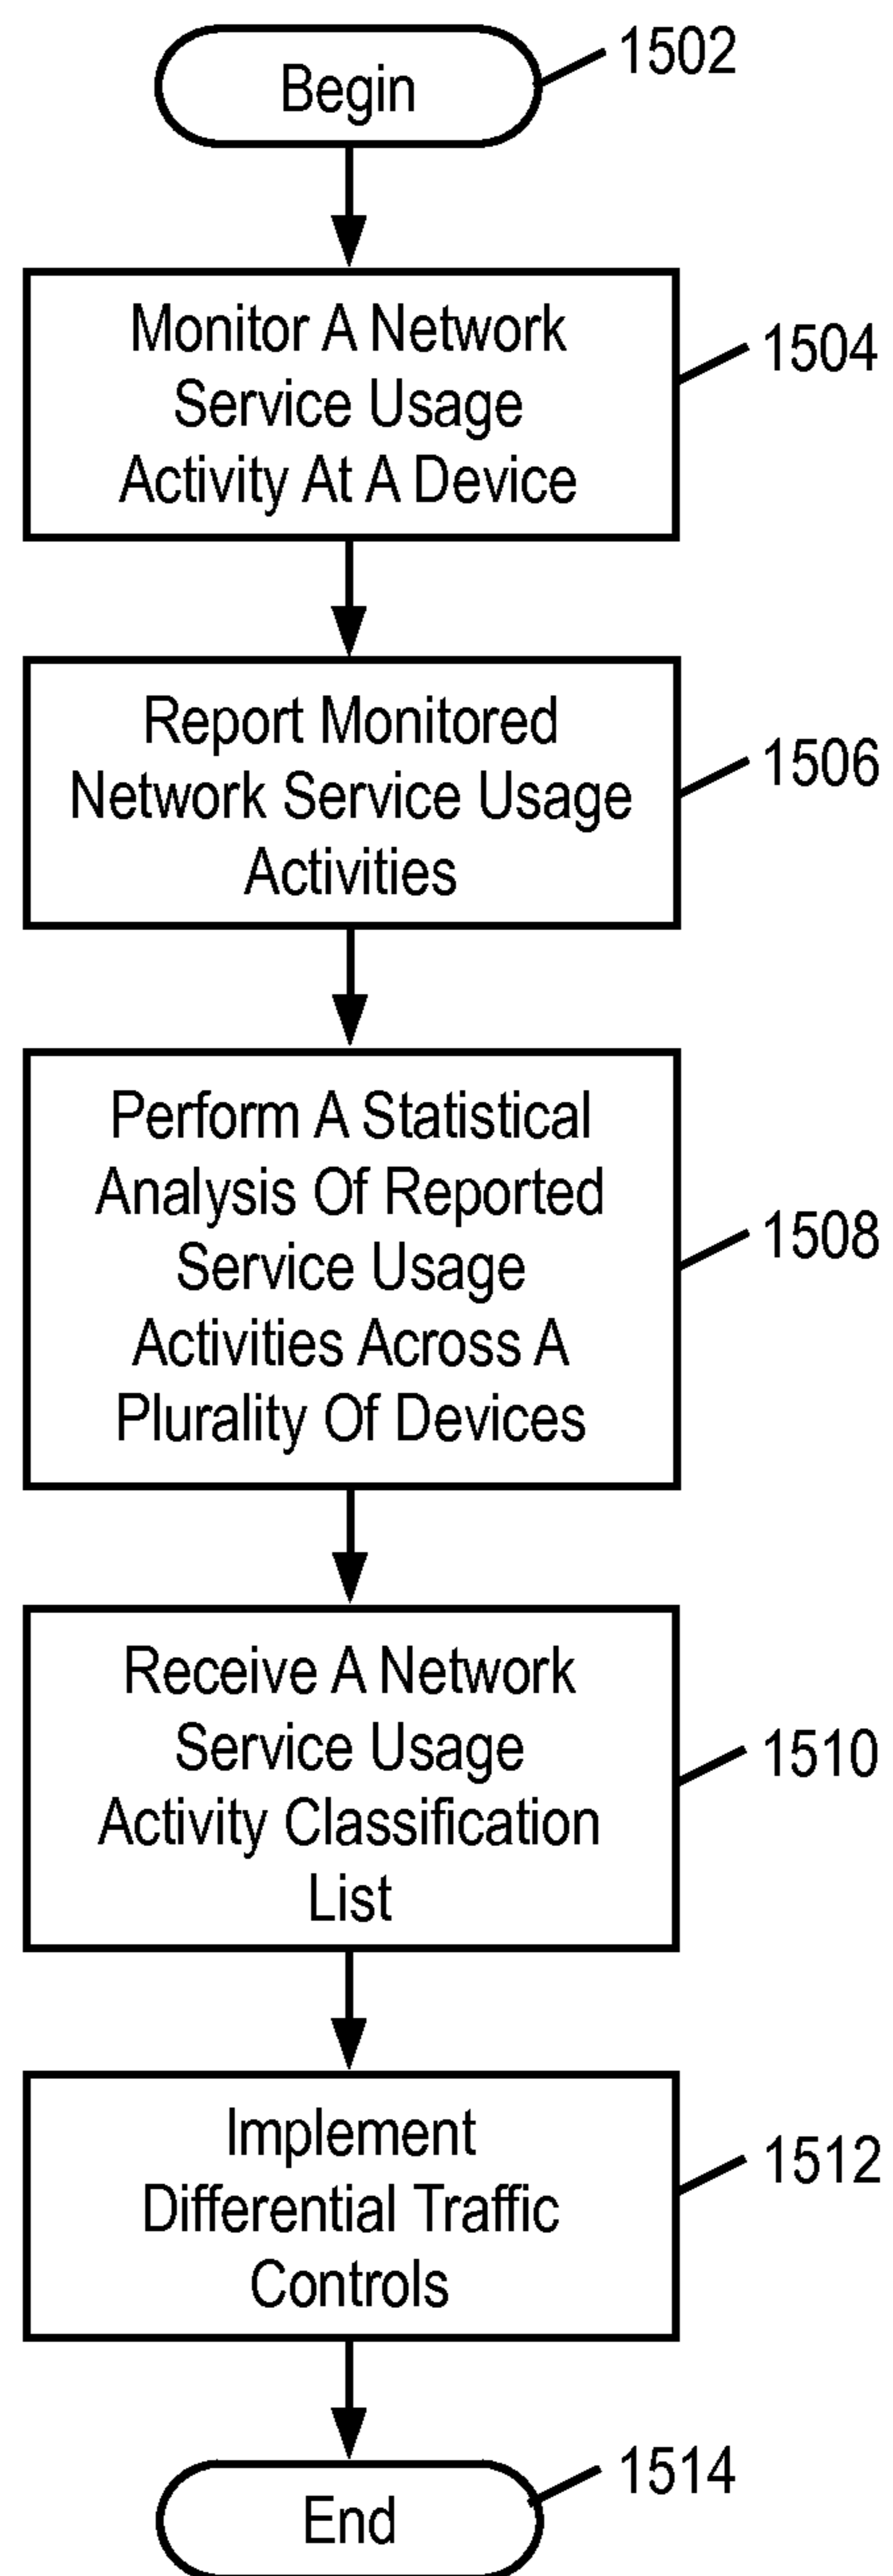 Begin
1502
Monitor A Network
Service Usage
Activity At A Device
1504
Report Monitored
Network Service Usage
Activities
1506
Perform A Statistical
Analysis Of Reported
Service Usage
Activities Across A
Plurality Of Devices
1508
Receive A Network
Service Usage
Activity Classification
List
1510
Implement
Differential Traffic
Controls
1512
End
1514